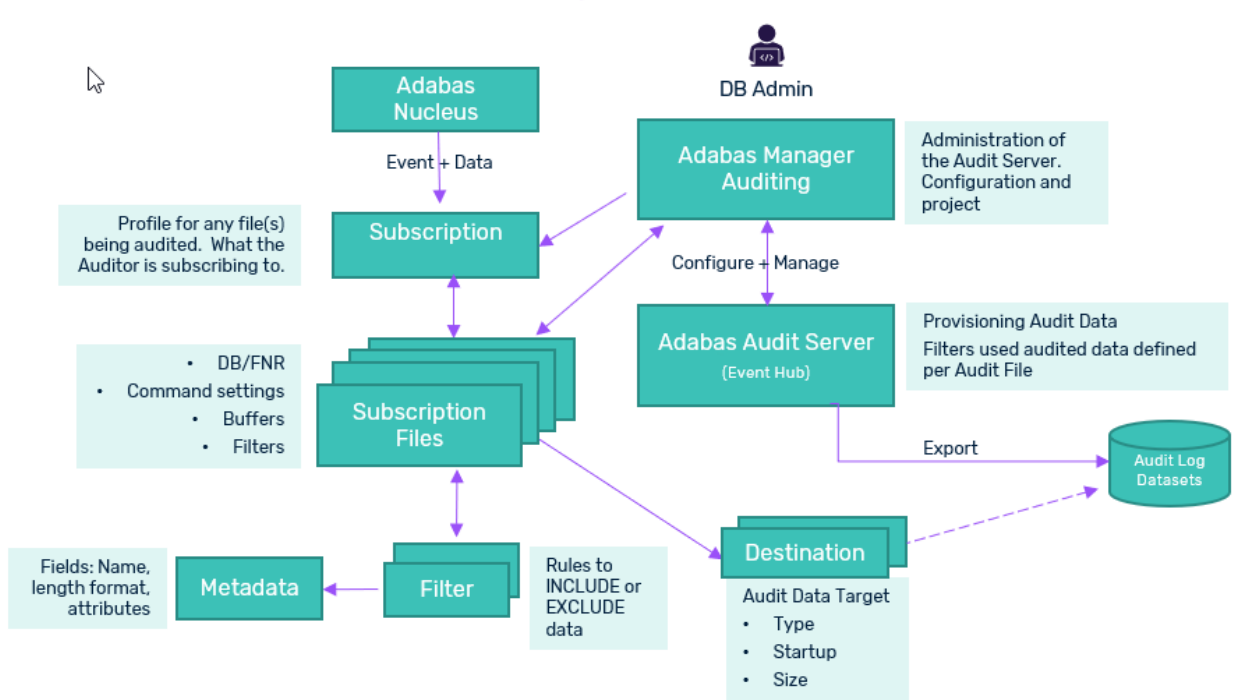 DB Admin
Adabas
Nucleus
Event + Data
Adabas Manager
Auditing
Administration of
the Audit Server.
Configuration and
project
Profile for any file(s)
being audited. What the
Auditor is subscribing to.
Subscription
Configure + Manage
Adabas Audit Server
(Event Hub)
Provisioning Audit Data
Filters used audited data defined
per Audit File
• DB/FNR
• Command settings
• Buffers
• Filters
Subscription
Files
Export
Audit Log
Datasets
Fields: Name,
length format,
attributes
Metadata
Filter
Rules to
INCLUDE or
EXCLUDE
data
Destination
Audit Data Target
• Type
• Startup
• Size